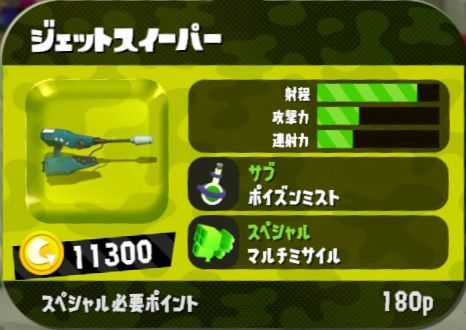 ジェットスイーパー
射程
攻撃力
連射力
サブ
ポイズンミスト
スペシャル
マルチミサイル
11300
スペシャル必要ポイント 180p